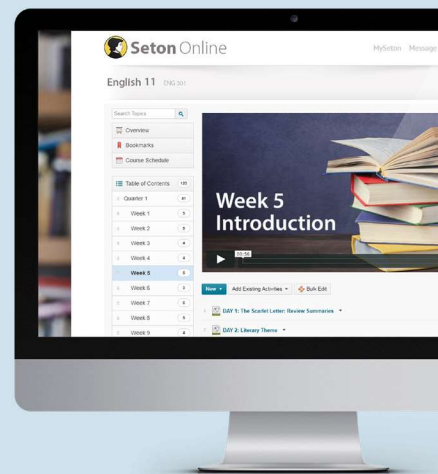 Seton Online
MySeton Message
English 11
Search Topics
Overview
Bookmarks
Course Schedule
Table of Contents
Quarter 1
Week 1
Week 2
Week 3
Week 4
Week 5
Week 6
Week 7
Week 8
Week 9
Week 5
Introduction
New
Add Existing Activities
Bulk Edit
DAY 1: The Scarlet Letter: Review Summaries
DAY 2: Literary Theme